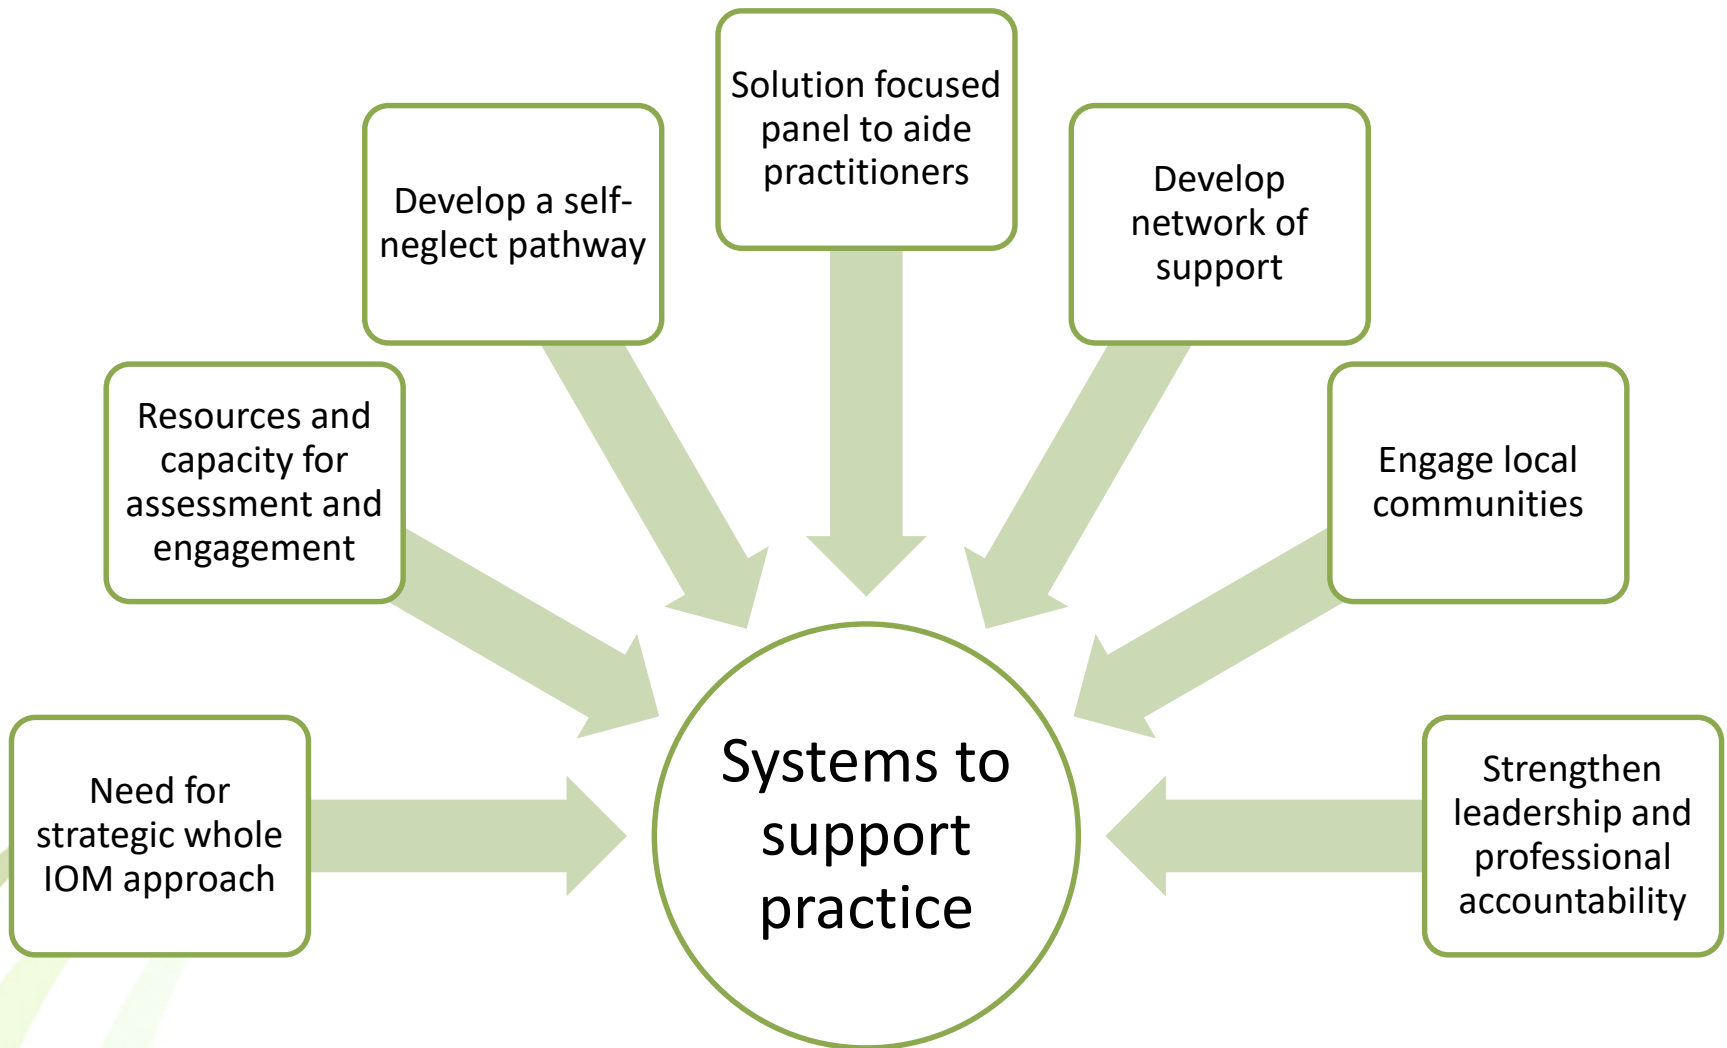 Solution focused
panel to aide
practitioners
Develop a self-
neglect pathway
Develop
network of
support
Resources and
capacity for
assessment and
engagement
Engage local
communities
Need for
strategic whole
IOM approach
Systems to
support
practice
Strengthen
leadership and
professional
accountability